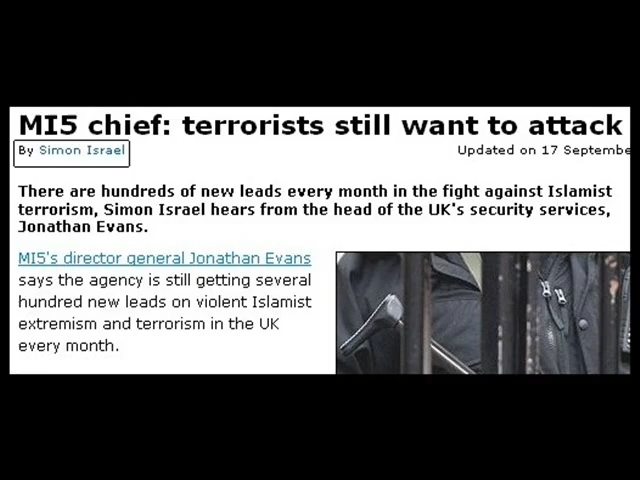 MI5 chief: terrorists still want to attack
By Simon Israel
Updated on 17 Septembe
There are hundreds of new leads every month in the fight against Islamist
terrorism, Simon Israel hears from the head of the UK's security services,
Jonathan Evans.
MI5's director general Jonathan Evans
says the agency is still getting several
hundred new leads on violent Islamist
extremism and terrorism in the UK
every month.